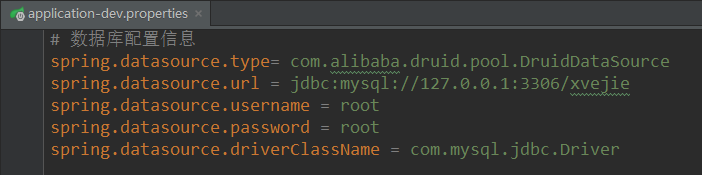 application-dev.properties ×
# 数据库配置信息
spring.datasource.type= com.alibaba.druid.pool.DruidDataSource
spring.datasource.url = jdbc:mysql://127.0.0.1:3306/xvejie
spring.datasource.username = root
spring.datasource.password = root
spring.datasource.driverClassName = com.mysql.jdbc.Driver